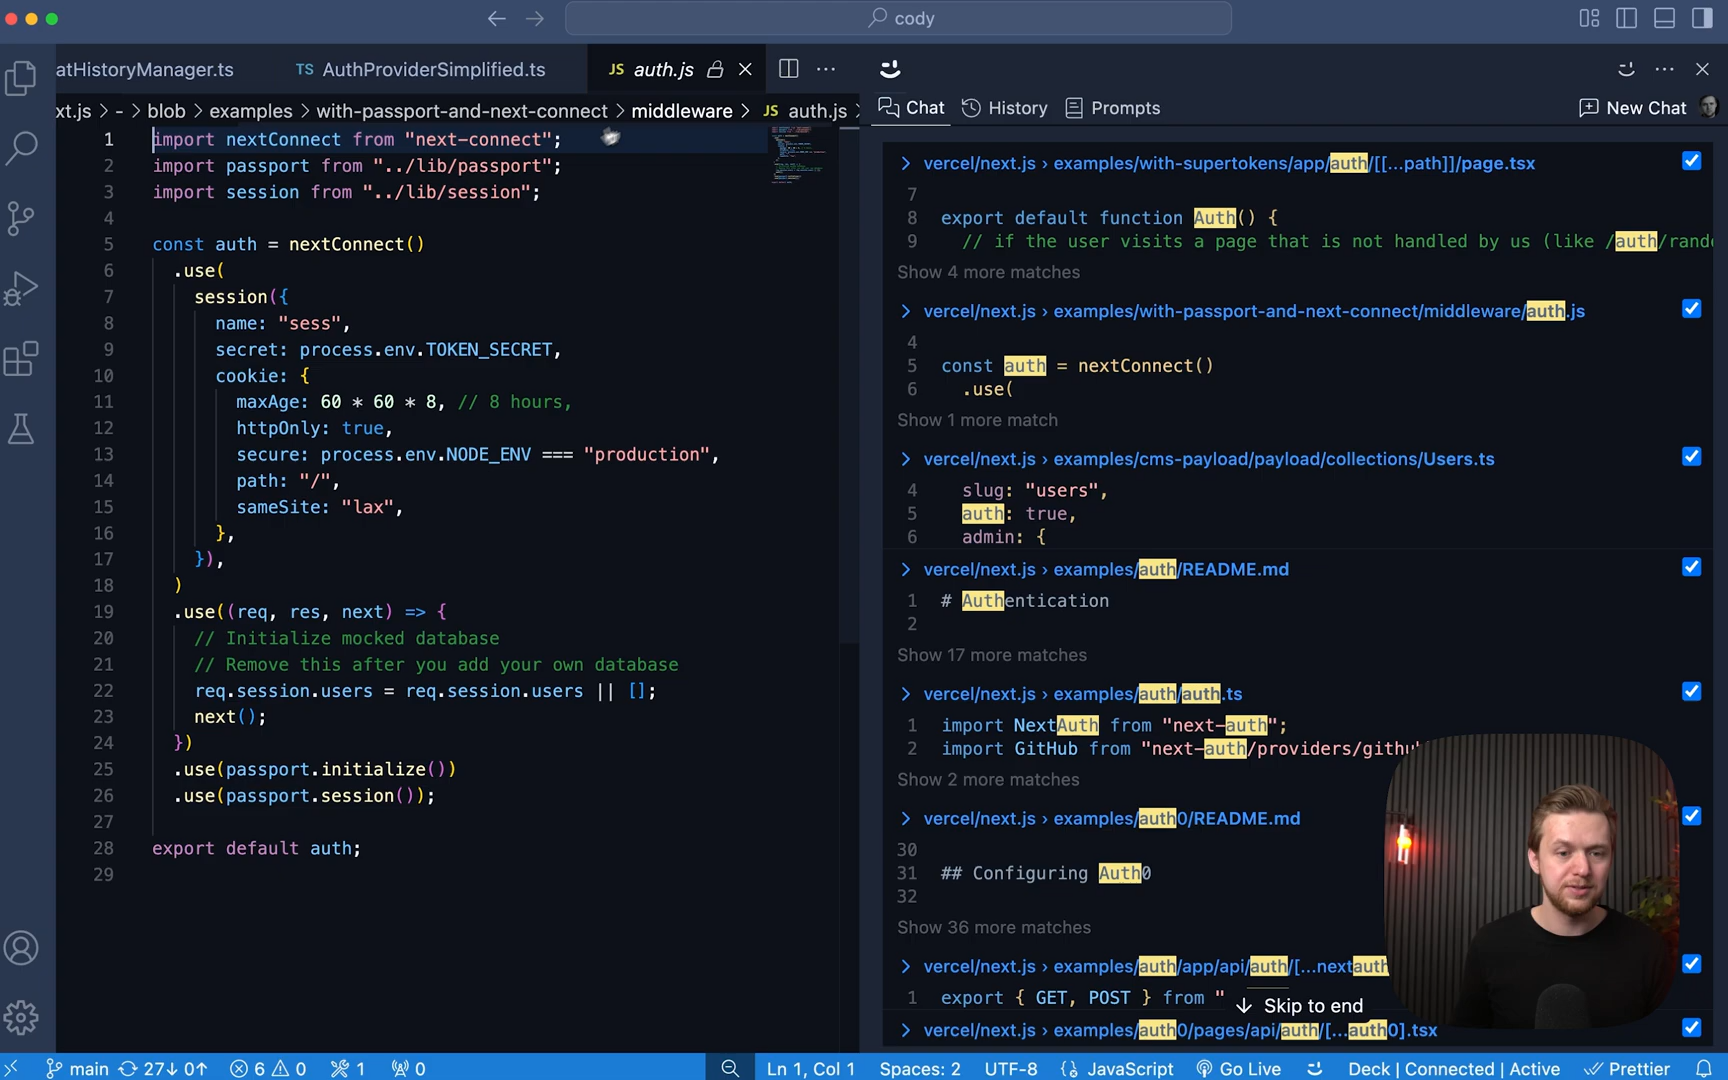 cody
atHistoryManager.ts
TS AuthProviderSimplified.ts
JS auth.js
xt.js › - › blob › examples › with-passport-and-next-connect › middleware › JS auth.js ›
1 import nextConnect from "next-connect";
2 import passport from "../lib/passport";
3 import session from "../lib/session";
4
5 const auth = nextConnect()
6 .use(
7 session({
8 name: "sess",
9 secret: process.env.TOKEN_SECRET,
10 cookie: {
11 maxAge: 60 * 60 * 8, // 8 hours,
12 httpOnly: true,
13 secure: process.env.NODE_ENV === "production",
14 path: "/",
15 sameSite: "lax",
16 },
17 }),
18 )
19 .use((req, res, next) => {
20 // Initialize mocked database
21 // Remove this after you add your own database
22 req.session.users = req.session.users || [];
23 next();
24 })
25 .use(passport.initialize())
26 .use(passport.session());
27
28 export default auth;
29
Chat History Prompts New Chat
vercel/next.js › examples/with-supertokens/app/auth/[[...path]]/page.tsx
7
8 export default function Auth() {
9 // if the user visits a page that is not handled by us (like /auth/rando
Show 4 more matches
vercel/next.js › examples/with-passport-and-next-connect/middleware/auth.js
4
5 const auth = nextConnect()
6 .use(
Show 1 more match
vercel/next.js › examples/cms-payload/payload/collections/Users.ts
4 slug: "users",
5 auth: true,
6 admin: {
vercel/next.js › examples/auth/README.md
1 # Authentication
2
Show 17 more matches
vercel/next.js › examples/auth/auth.ts
1 import NextAuth from "next-auth";
2 import GitHub from "next-auth/providers/githu
Show 2 more matches
vercel/next.js › examples/auth0/README.md
30
31 ## Configuring Auth0
32
Show 36 more matches
vercel/next.js › examples/auth/app/api/auth/[...nextauth
1 export { GET, POST } from "
Skip to end
vercel/next.js › examples/auth0/pages/api/auth/[...auth0].tsx
main 27↓ 0↑ 6 0 1 0 Ln 1, Col 1 Spaces: 2 UTF-8 {} JavaScript Go Live Deck | Connected | Active Prettier